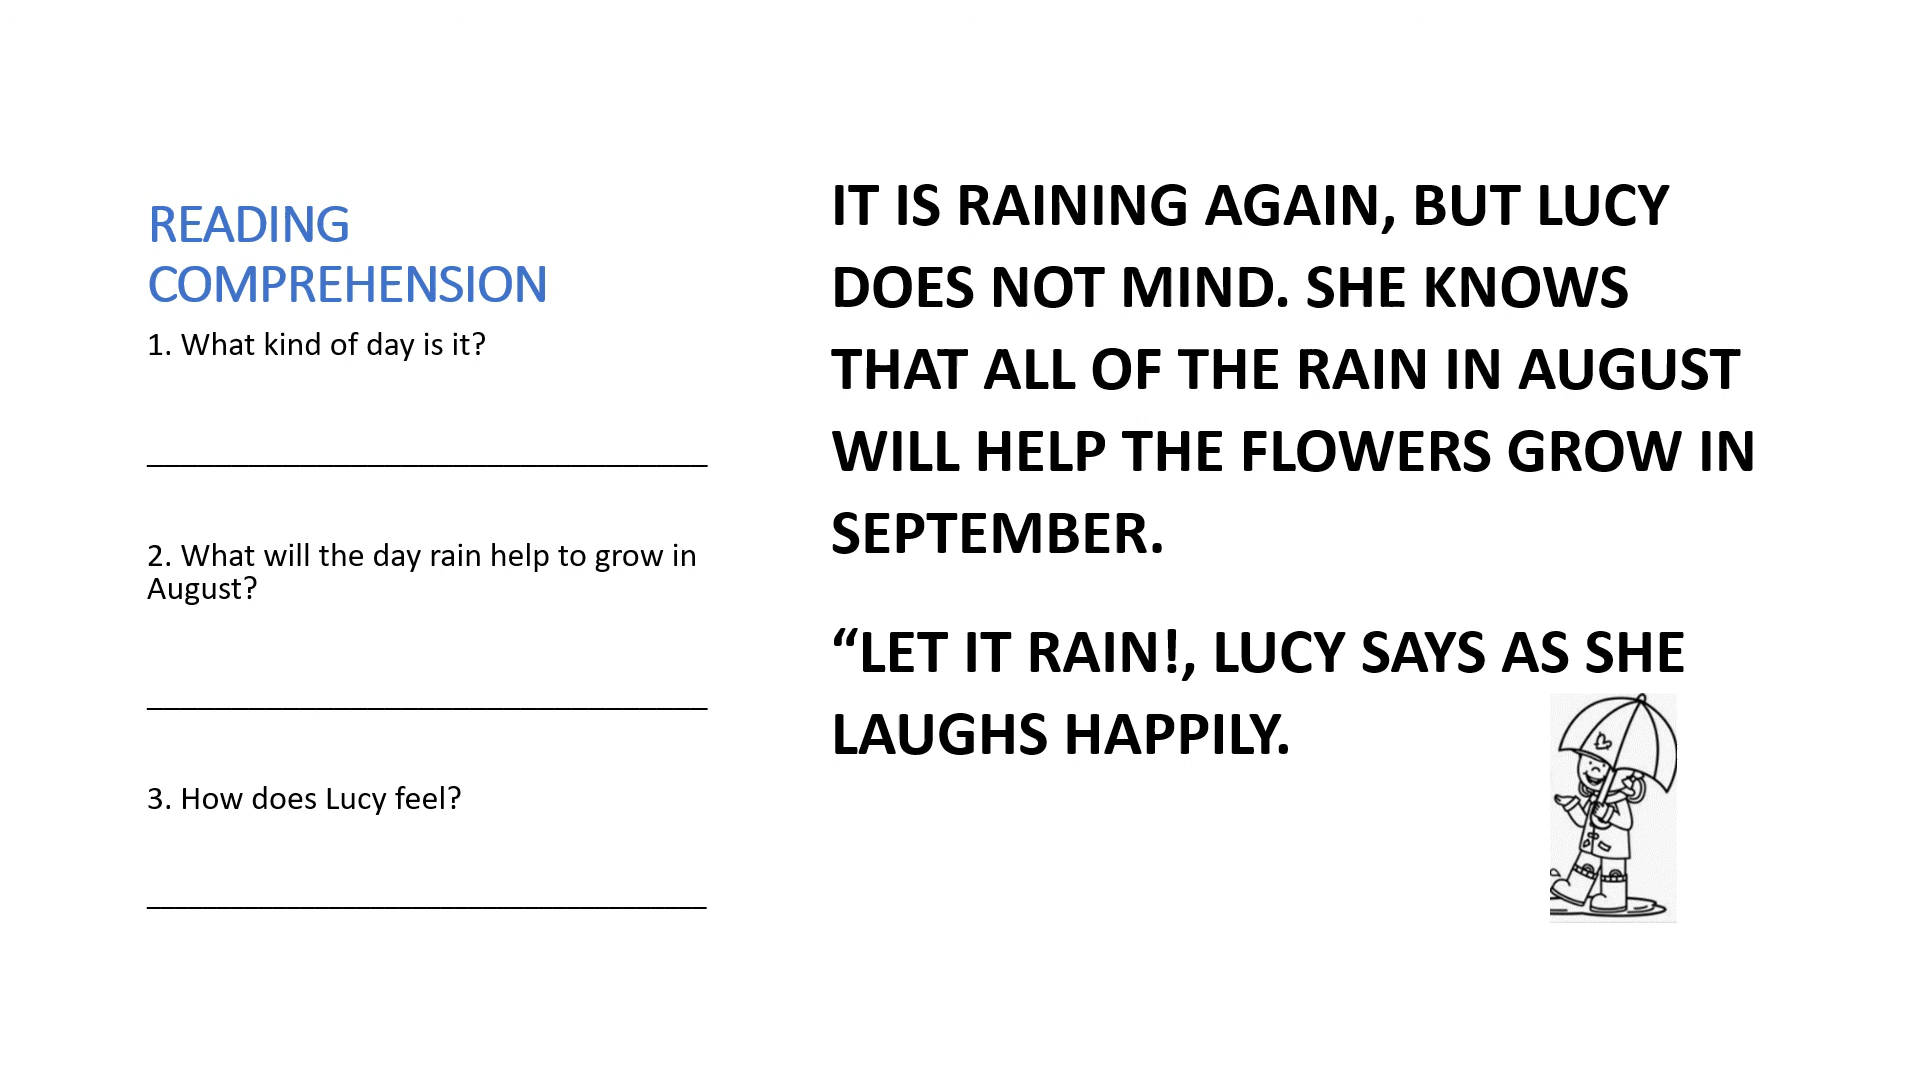 READING
COMPREHENSION
1. What kind of day is it?
__________________________________
2. What will the day rain help to grow in
August?
__________________________________
3. How does Lucy feel?
__________________________________
IT IS RAINING AGAIN, BUT LUCY
DOES NOT MIND. SHE KNOWS
THAT ALL OF THE RAIN IN AUGUST
WILL HELP THE FLOWERS GROW IN
SEPTEMBER.
“LET IT RAIN!, LUCY SAYS AS SHE
LAUGHS HAPPILY.